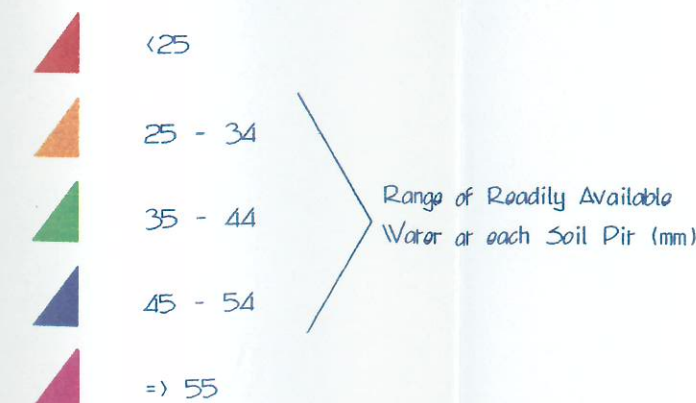 <25
25 - 34
35 - 44
45 - 54
=> 55
Range of Readily Available
Water at each Soil Pit (mm)